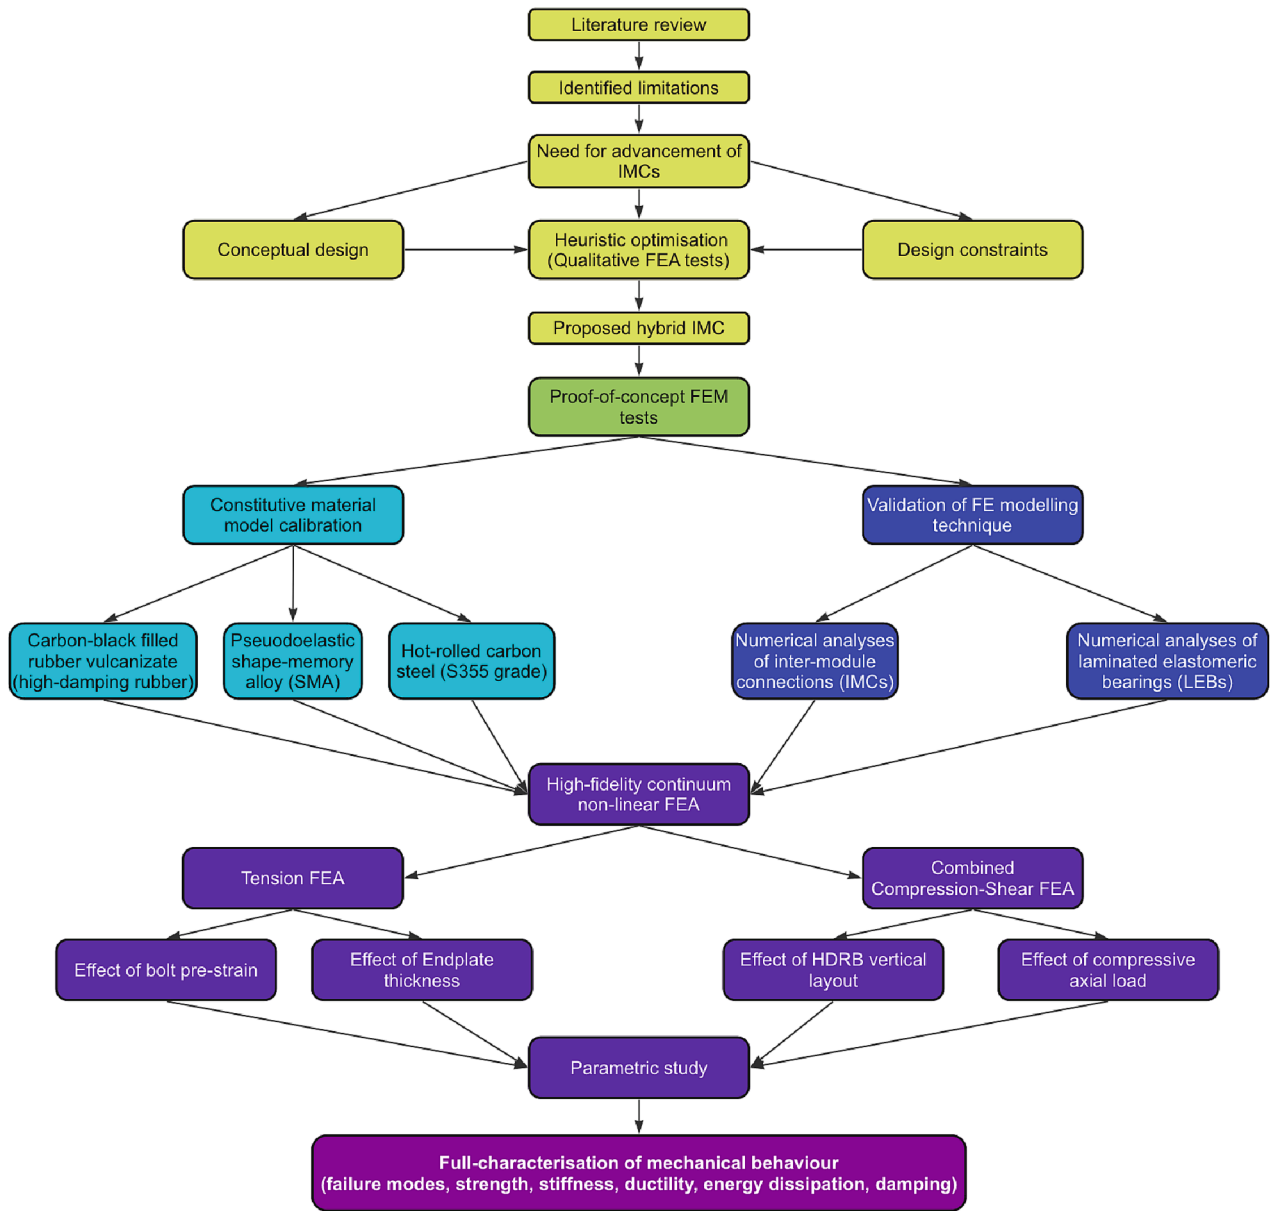 Literature review
Identified limitations
Need for advancement of
IMCs
Conceptual design
Heuristic optimisation
(Qualitative FEA tests)
Design constraints
Proposed hybrid IMC
Proof-of-concept FEM
tests
Constitutive material
model calibration
Validation of FE modelling
technique
Carbon-black filled
rubber vulcanizate
(high-damping rubber)
Pseudoelastic
shape-memory
alloy (SMA)
Hot-rolled carbon
steel (S355 grade)
Numerical analyses
of inter-module
connections (IMCs)
Numerical analyses of
laminated elastomeric
bearings (LEBs)
High-fidelity continuum
non-linear FEA
Tension FEA
Combined
Compression-Shear FEA
Effect of bolt pre-strain
Effect of Endplate
thickness
Effect of HDRB vertical
layout
Effect of compressive
axial load
Parametric study
Full-characterisation of mechanical behaviour
(failure modes, strength, stiffness, ductility, energy dissipation, damping)